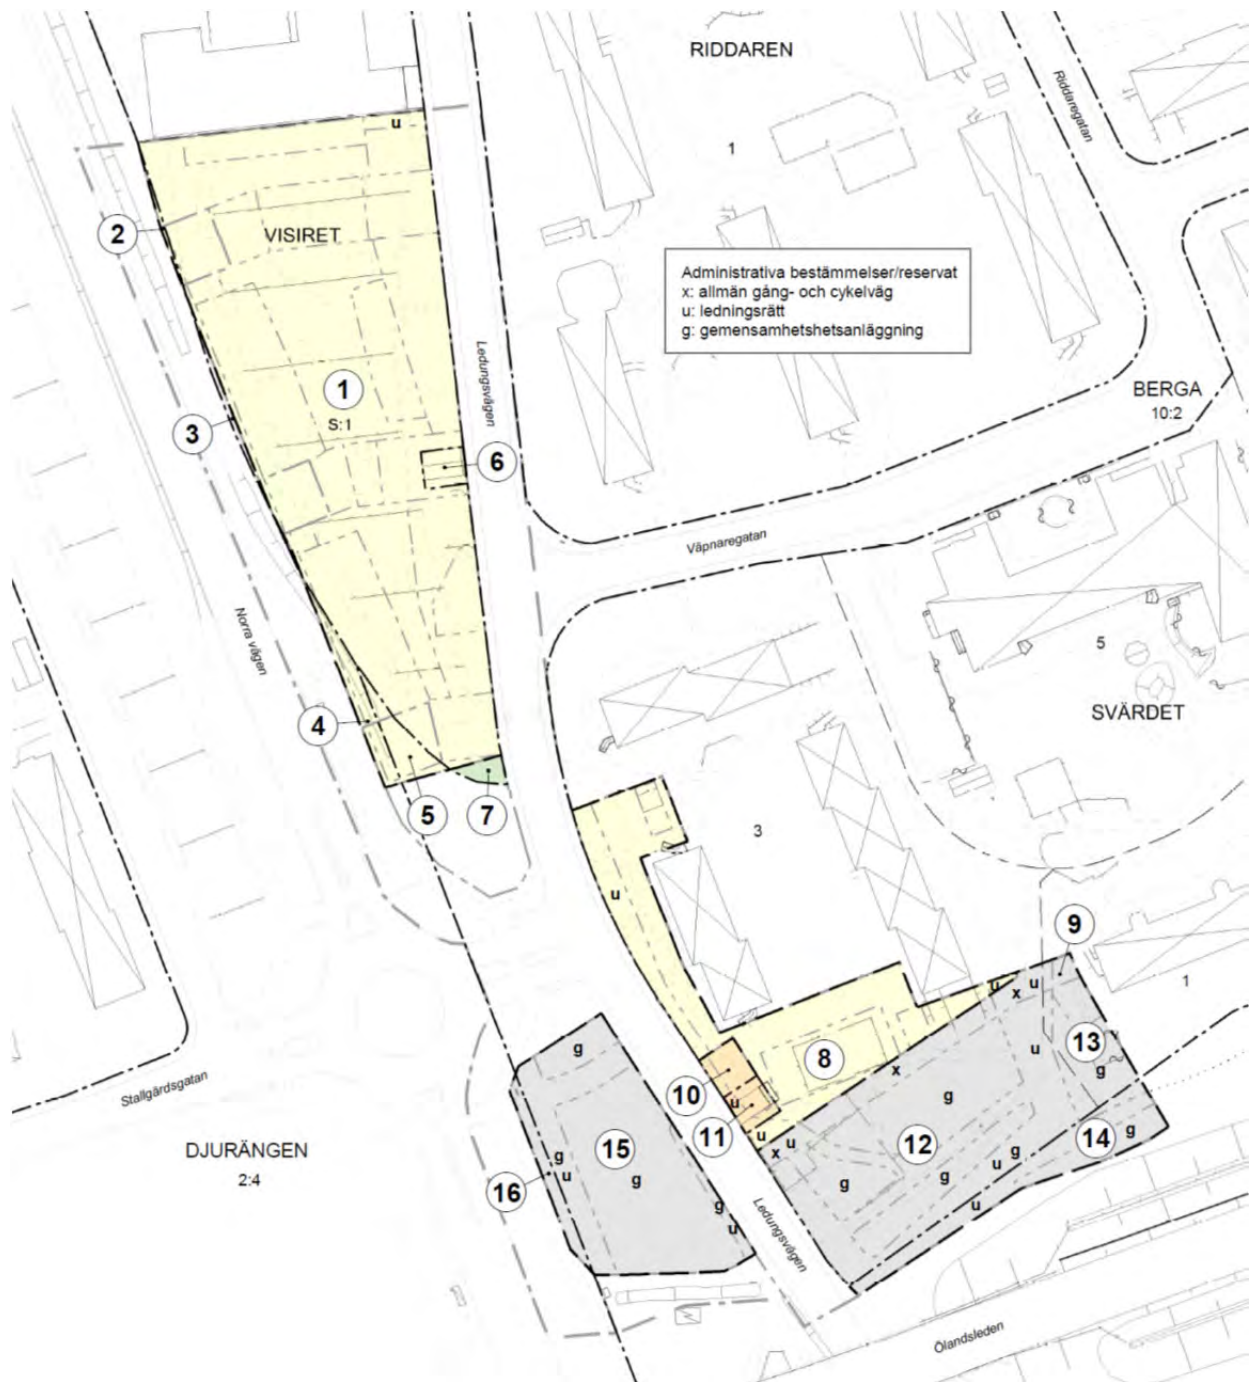 RIDDAREN
Riddaregatan
1
u
2
VISIRET
Administrativa bestämmelser/reservat
x: allmän gång- och cykelväg
u: ledningsrätt
g: gemensamhetshetsanläggning
Ledungsvägen
1
S:1
3
BERGA
10:2
6
Väpnaregatan
Norra vägen
5
SVÄRDET
4
5
7
3
u
9
u
x
u
1
g
8
u
13
x
g
10
g
u
Stallgårdsgatan
11
u
u
x
12
g
14
g
DJURÄNGEN
2:4
15
g
u
g
16
g
g
u
u
g
u
Ledungsvägen
Ölandsleden